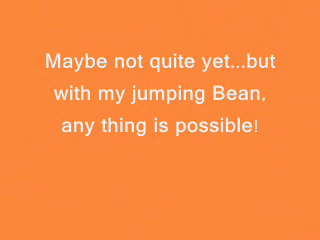 Maybe not quite yet...but
with my jumping Bean,
any thing is possible!